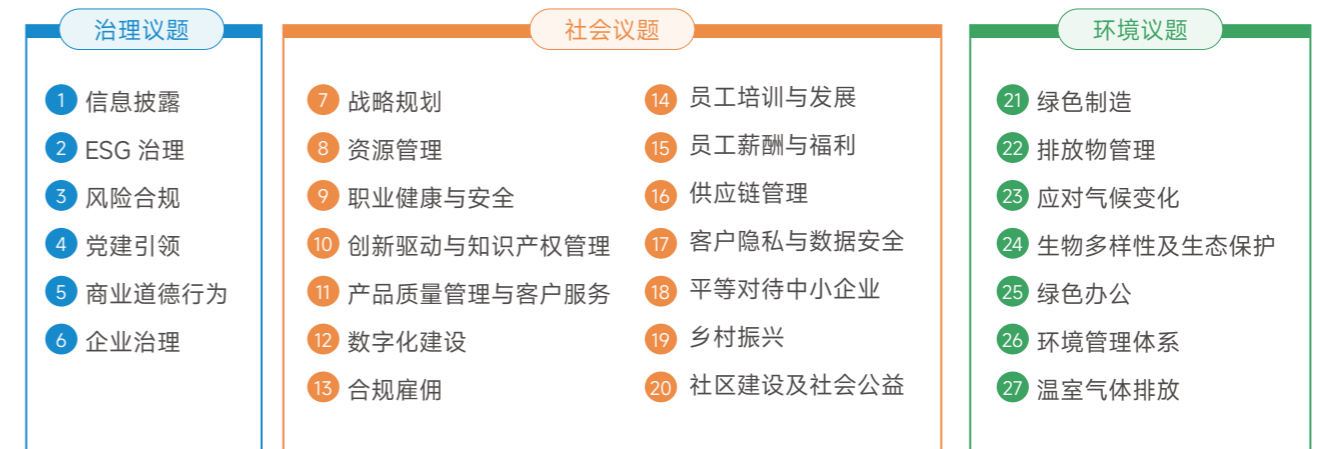 治理议题
1 信息披露
2 ESG 治理
3 风险合规
4 党建引领
5 商业道德行为
6 企业治理
社会议题
7 战略规划
8 资源管理
9 职业健康与安全
10 创新驱动与知识产权管理
11 产品质量管理与客户服务
12 数字化建设
13 合规雇佣
14 员工培训与发展
15 员工薪酬与福利
16 供应链管理
17 客户隐私与数据安全
18 平等对待中小企业
19 乡村振兴
20 社区建设及社会公益
环境议题
21 绿色制造
22 排放物管理
23 应对气候变化
24 生物多样性及生态保护
25 绿色办公
26 环境管理体系
27 温室气体排放